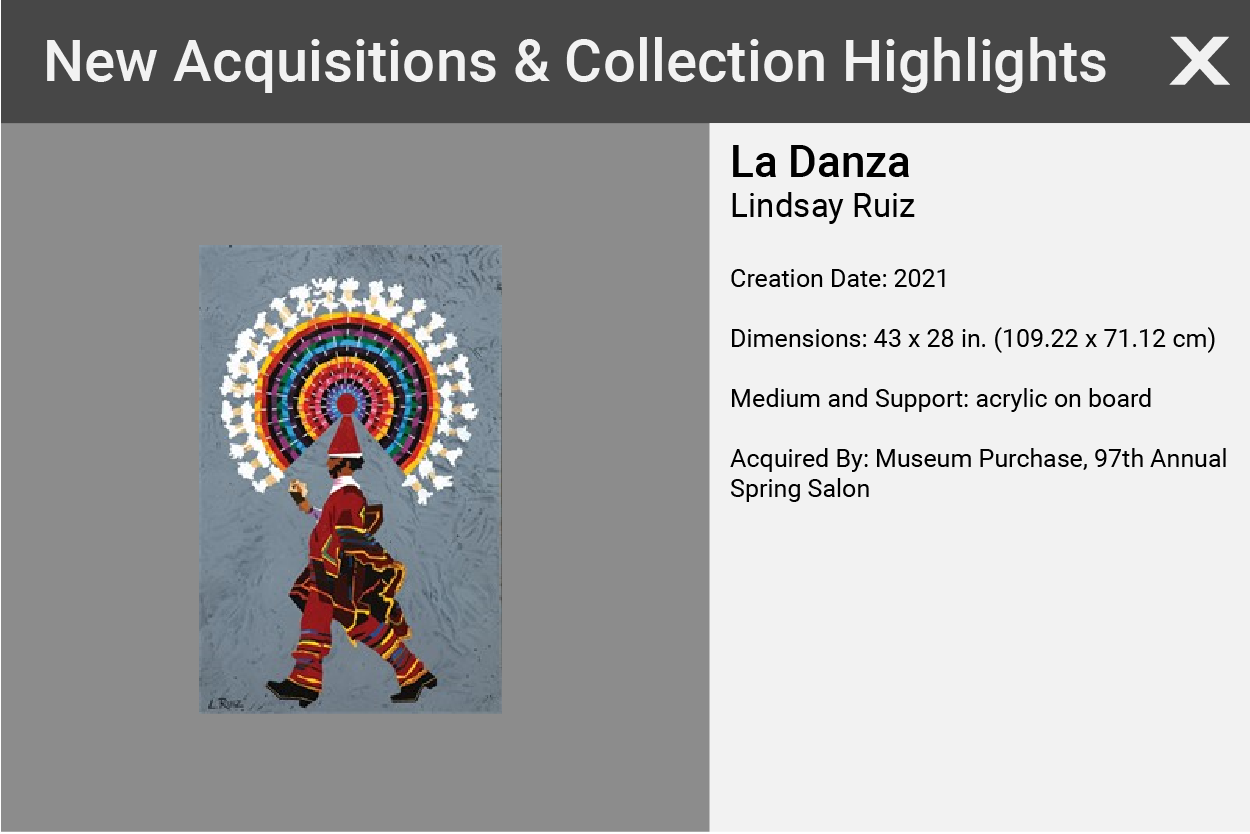 New Acquisitions & Collection Highlights X
La Danza
Lindsay Ruiz
Creation Date: 2021
Dimensions: 43 x 28 in. (109.22 x 71.12 cm)
Medium and Support: acrylic on board
Acquired By: Museum Purchase, 97th Annual
Spring Salon
L. Ruiz